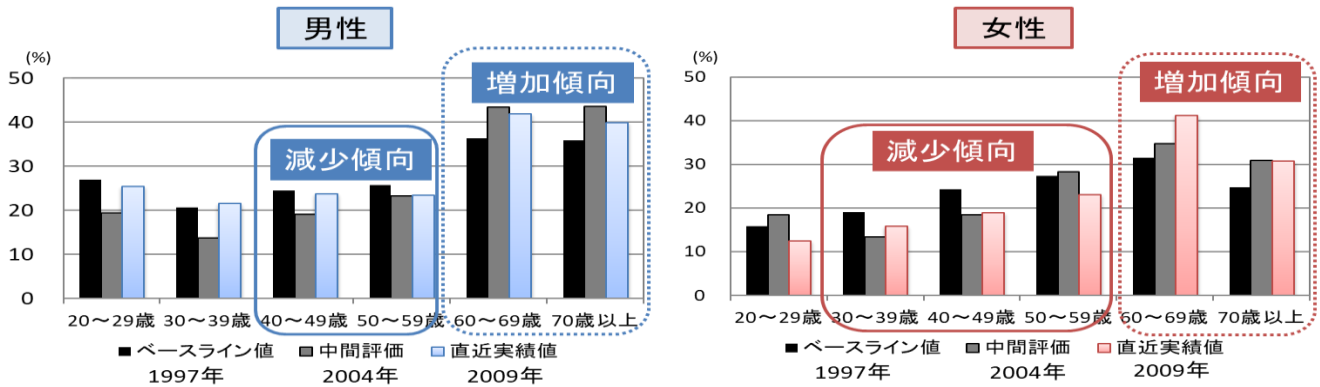 男性
(%)
50
40
30
20
10
0
増加傾向
減少傾向
20～29歳 30～39歳 40～49歳 50～59歳 60～69歳 70歳以上
ベースライン値 中間評価 直近実績値
1997年 2004年 2009年
女性
(%)
50
40
30
20
10
0
増加傾向
減少傾向
20～29歳 30～39歳 40～49歳 50～59歳 60～69歳 70歳以上
ベースライン値 中間評価 直近実績値
1997年 2004年 2009年